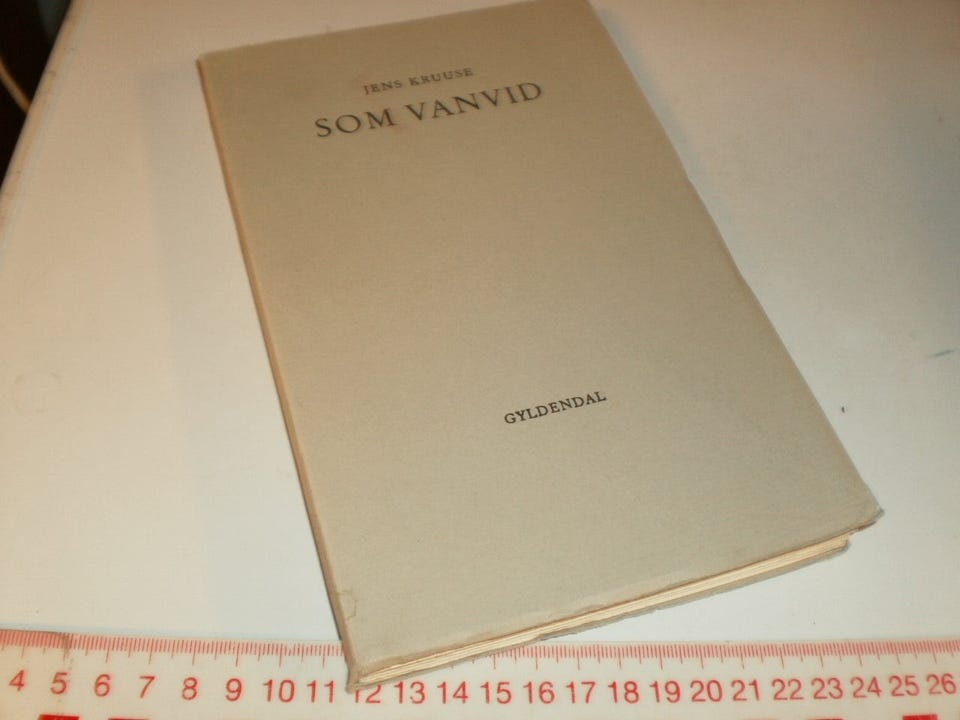 JENS KRUUSE
SOM VANVID
GYLDENDAL
4 5 6 7 8 9 10 11 12 13 14 15 16 17 18 19 20 21 22 23 24 25 26